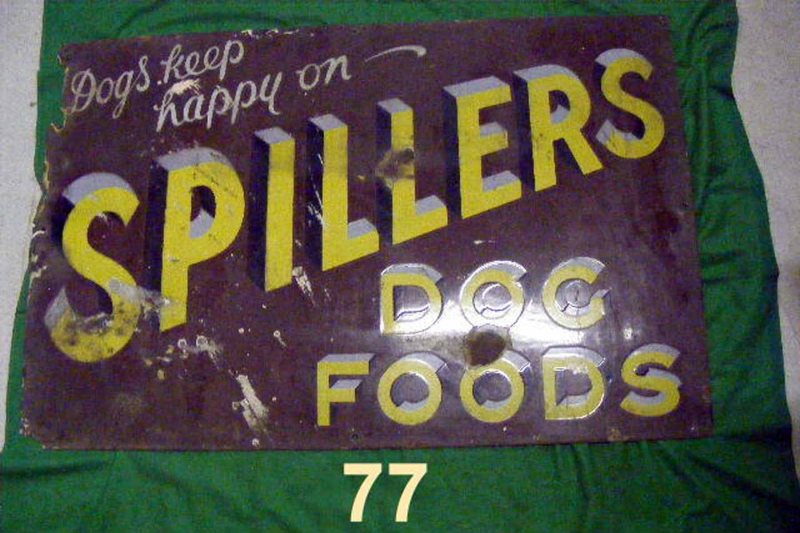 Dogs keep
happy on
SPILLERS
DOG
FOODS
77